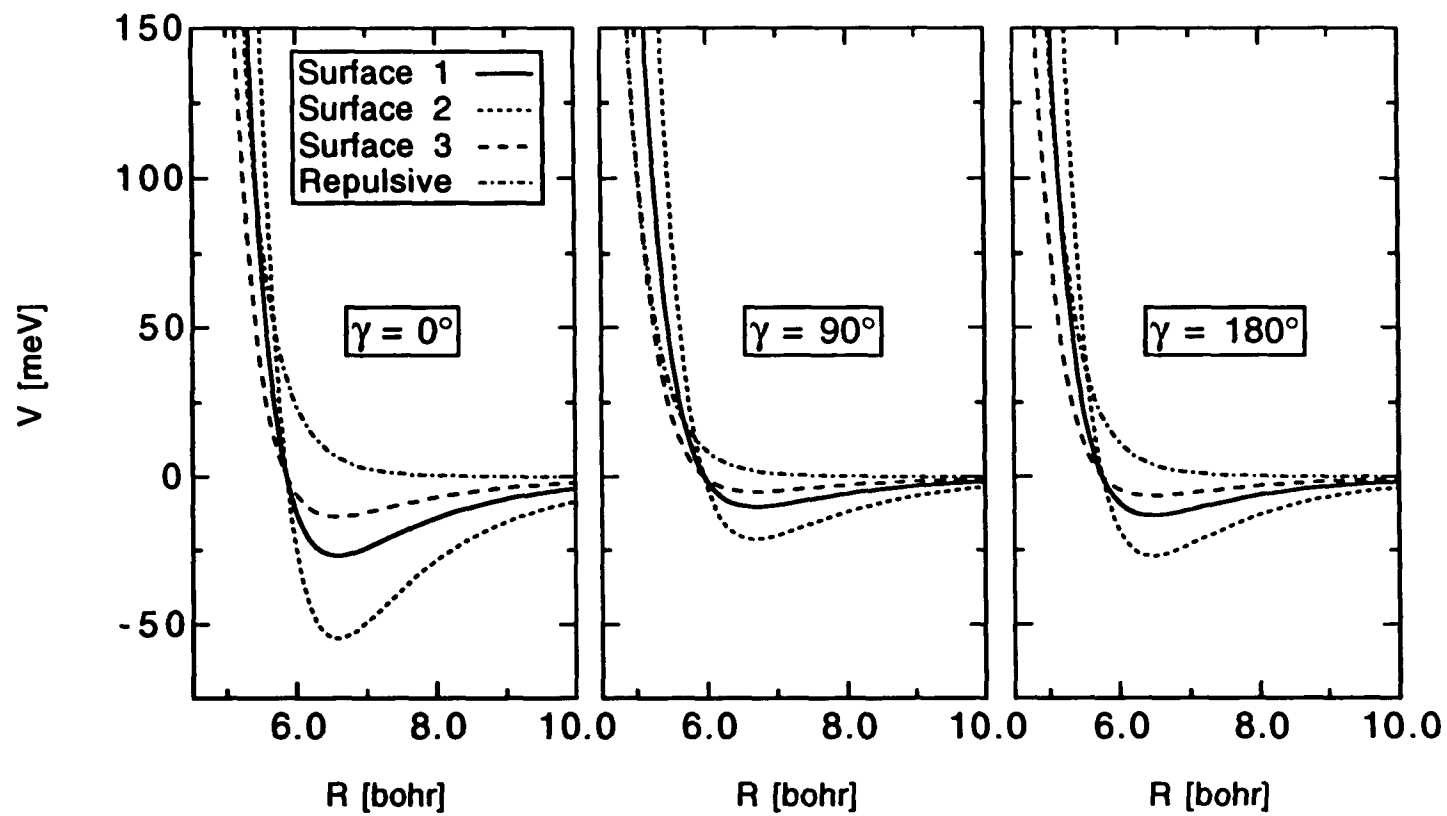 150
100
50
0
-50
V [meV]
Surface 1
Surface 2
Surface 3
Repulsive
γ = 0°
γ = 90°
γ = 180°
6.0 8.0 10.0 6.0 8.0 10.0 6.0 8.0 10.0
R [bohr] R [bohr] R [bohr]